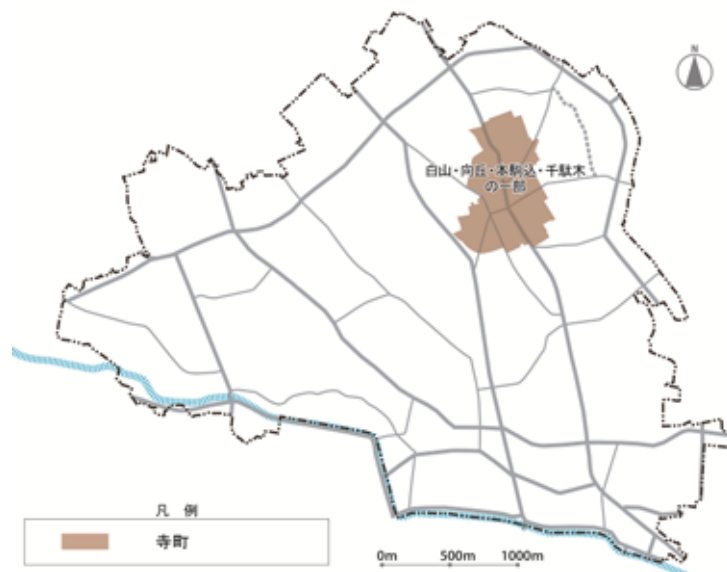 N
白山・向丘・本駒込・千駄木
の一部
凡 例
寺町
0m 500m 1000m